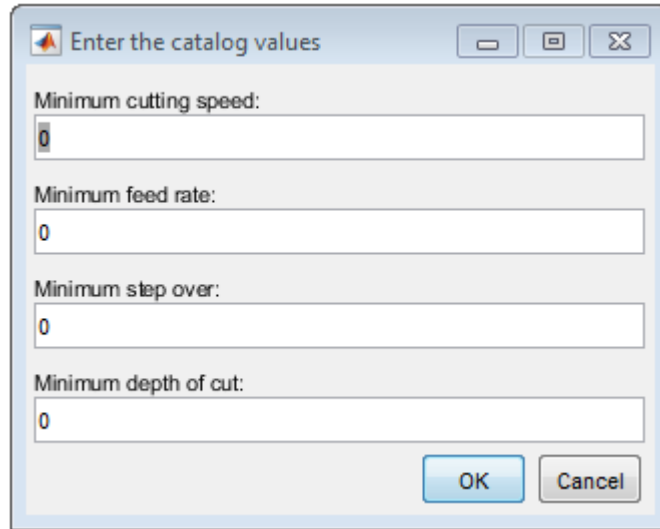 Enter the catalog values
Minimum cutting speed:
0
Minimum feed rate:
0
Minimum step over:
0
Minimum depth of cut:
0
OK Cancel